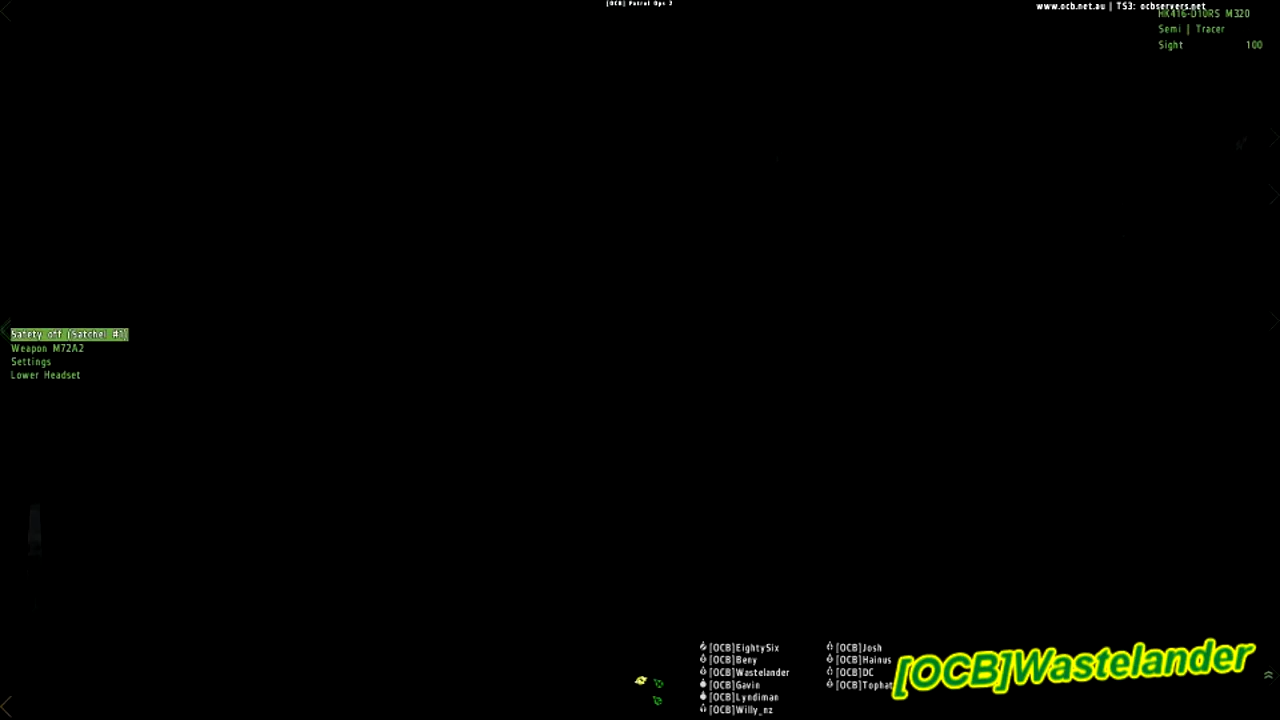 [OCB] Patrol Ops 2
www.ocb.net.au | TS3: ocbservers.net
HK416-D10RS M320
Semi | Tracer
Sight 100
Safety off (Satchel #1)
Weapon M72A2
Settings
Lower Headset
[OCB]EightySix
[OCB]Beny
[OCB]Wastelander
[OCB]Gavin
[OCB]Lyndiman
[OCB]Willy_nz
[OCB]Josh
[OCB]Hainus
[OCB]DC
[OCB]Tophat
[OCB]Wastelander